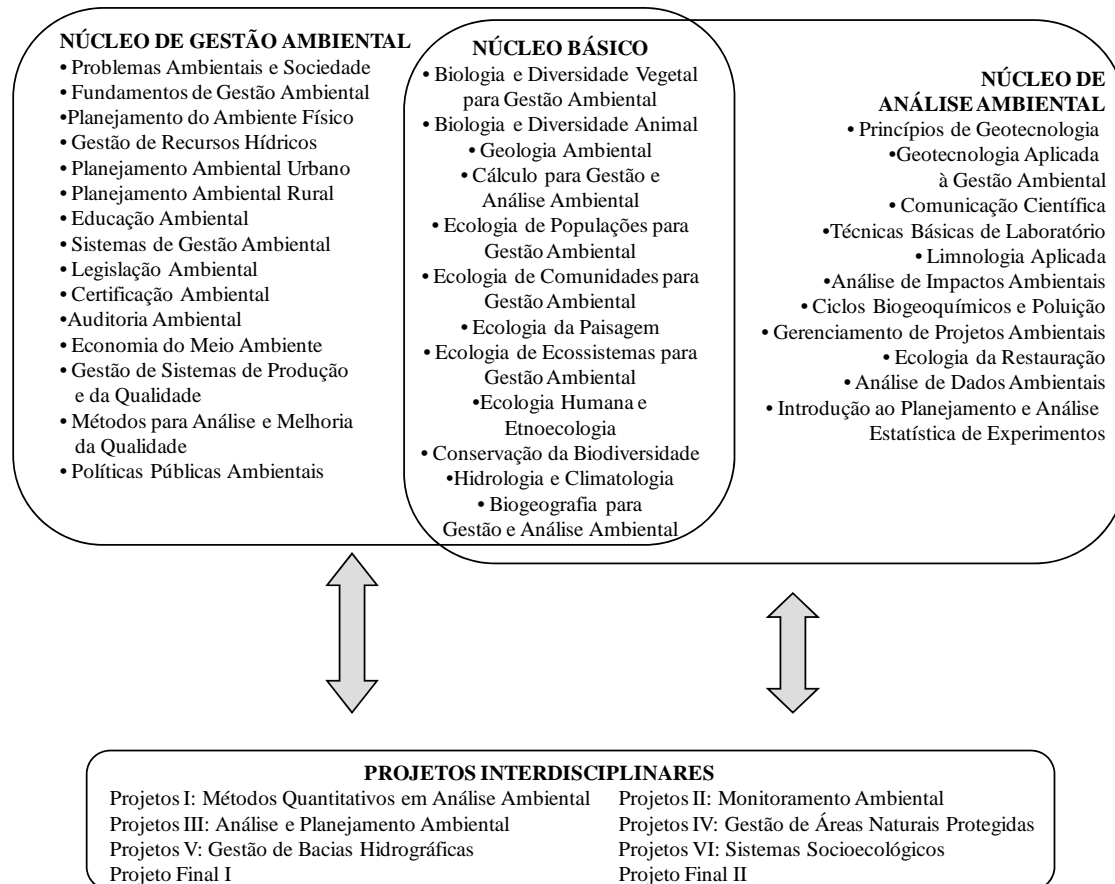 NÚCLEO DE GESTÃO AMBIENTAL
• Problemas Ambientais e Sociedade
• Fundamentos de Gestão Ambiental
•Planejamento do Ambiente Físico
• Gestão de Recursos Hídricos
• Planejamento Ambiental Urbano
• Planejamento Ambiental Rural
• Educação Ambiental
• Sistemas de Gestão Ambiental
• Legislação Ambiental
• Certificação Ambiental
•Auditoria Ambiental
• Economia do Meio Ambiente
• Gestão de Sistemas de Produção
e da Qualidade
• Métodos para Análise e Melhoria
da Qualidade
• Políticas Públicas Ambientais
NÚCLEO BÁSICO
• Biologia e Diversidade Vegetal
para Gestão Ambiental
• Biologia e Diversidade Animal
• Geologia Ambiental
• Cálculo para Gestão e
Análise Ambiental
• Ecologia de Populações para
Gestão Ambiental
• Ecologia de Comunidades para
Gestão Ambiental
• Ecologia da Paisagem
• Ecologia de Ecossistemas para
Gestão Ambiental
•Ecologia Humana e
Etnoecologia
• Conservação da Biodiversidade
•Hidrologia e Climatologia
• Biogeografia para
Gestão e Análise Ambiental
NÚCLEO DE
ANÁLISE AMBIENTAL
• Princípios de Geotecnologia
•Geotecnologia Aplicada
à Gestão Ambiental
• Comunicação Científica
•Técnicas Básicas de Laboratório
• Limnologia Aplicada
•Análise de Impactos Ambientais
• Ciclos Biogeoquímicos e Poluição
• Gerenciamento de Projetos Ambientais
• Ecologia da Restauração
• Análise de Dados Ambientais
• Introdução ao Planejamento e Análise
Estatística de Experimentos
PROJETOS INTERDISCIPLINARES
Projetos I: Métodos Quantitativos em Análise Ambiental
Projetos II: Monitoramento Ambiental
Projetos III: Análise e Planejamento Ambiental
Projetos IV: Gestão de Áreas Naturais Protegidas
Projetos V: Gestão de Bacias Hidrográficas
Projetos VI: Sistemas Socioecológicos
Projeto Final I
Projeto Final II